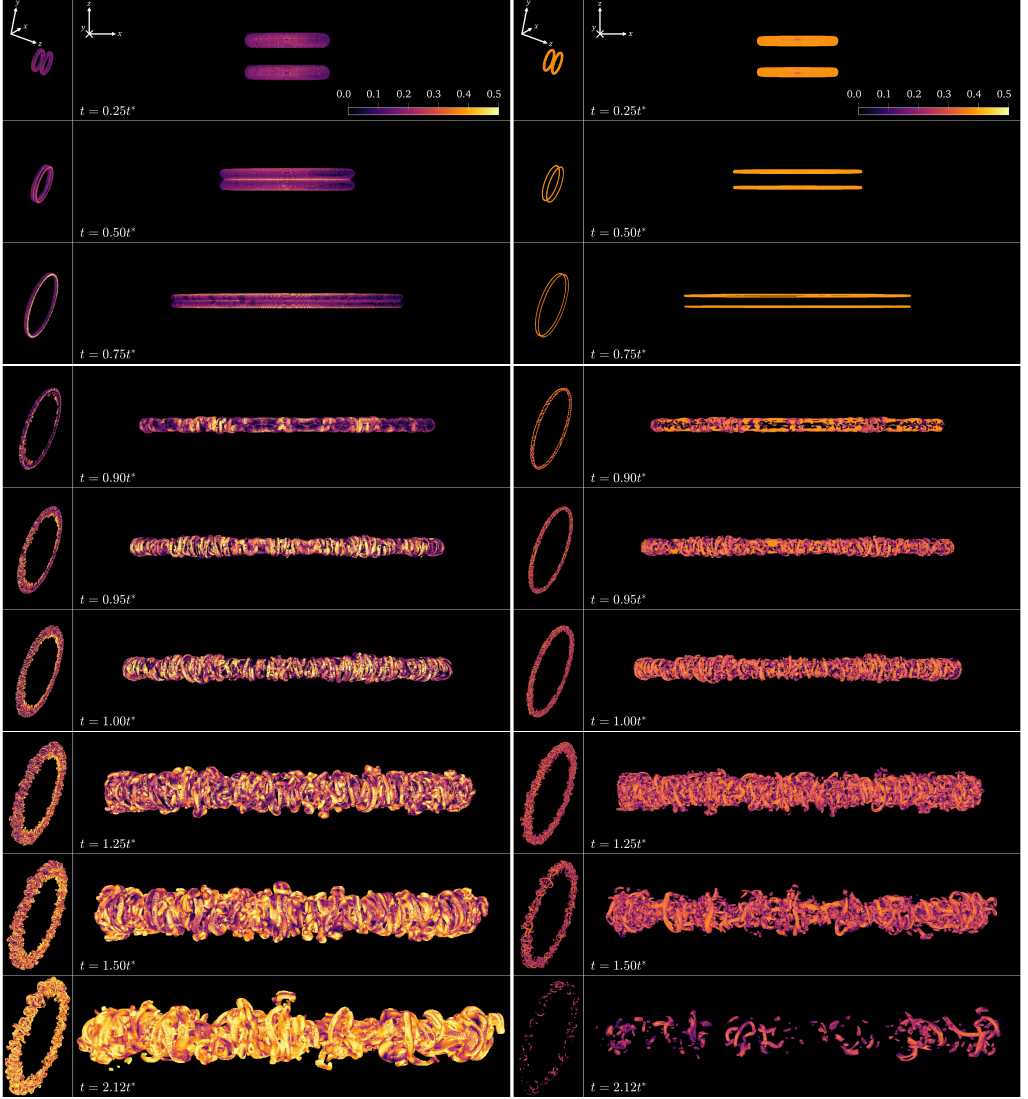 y
x
z
z
y
x
0.0 0.1 0.2 0.3 0.4 0.5
t = 0.25t*
y
x
z
z
y
x
0.0 0.1 0.2 0.3 0.4 0.5
t = 0.25t*
t = 0.50t*
t = 0.50t*
t = 0.75t*
t = 0.75t*
t = 0.90t*
t = 0.90t*
t = 0.95t*
t = 0.95t*
t = 1.00t*
t = 1.00t*
t = 1.25t*
t = 1.25t*
t = 1.50t*
t = 1.50t*
t = 2.12t*
t = 2.12t*